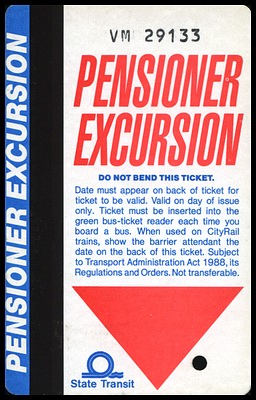 VM 29133
PENSIONER
EXCURSION
DO NOT BEND THIS TICKET.
Date must appear on back of ticket for
ticket to be valid. Valid on day of issue
only. Ticket must be inserted into the
green bus-ticket reader each time you
board a bus. When used on CityRail
trains, show the barrier attendant the
date on the back of this ticket. Subject
to Transport Administration Act 1988, its
Regulations and Orders. Not transferable.
State Transit
PENSIONER EXCURSION